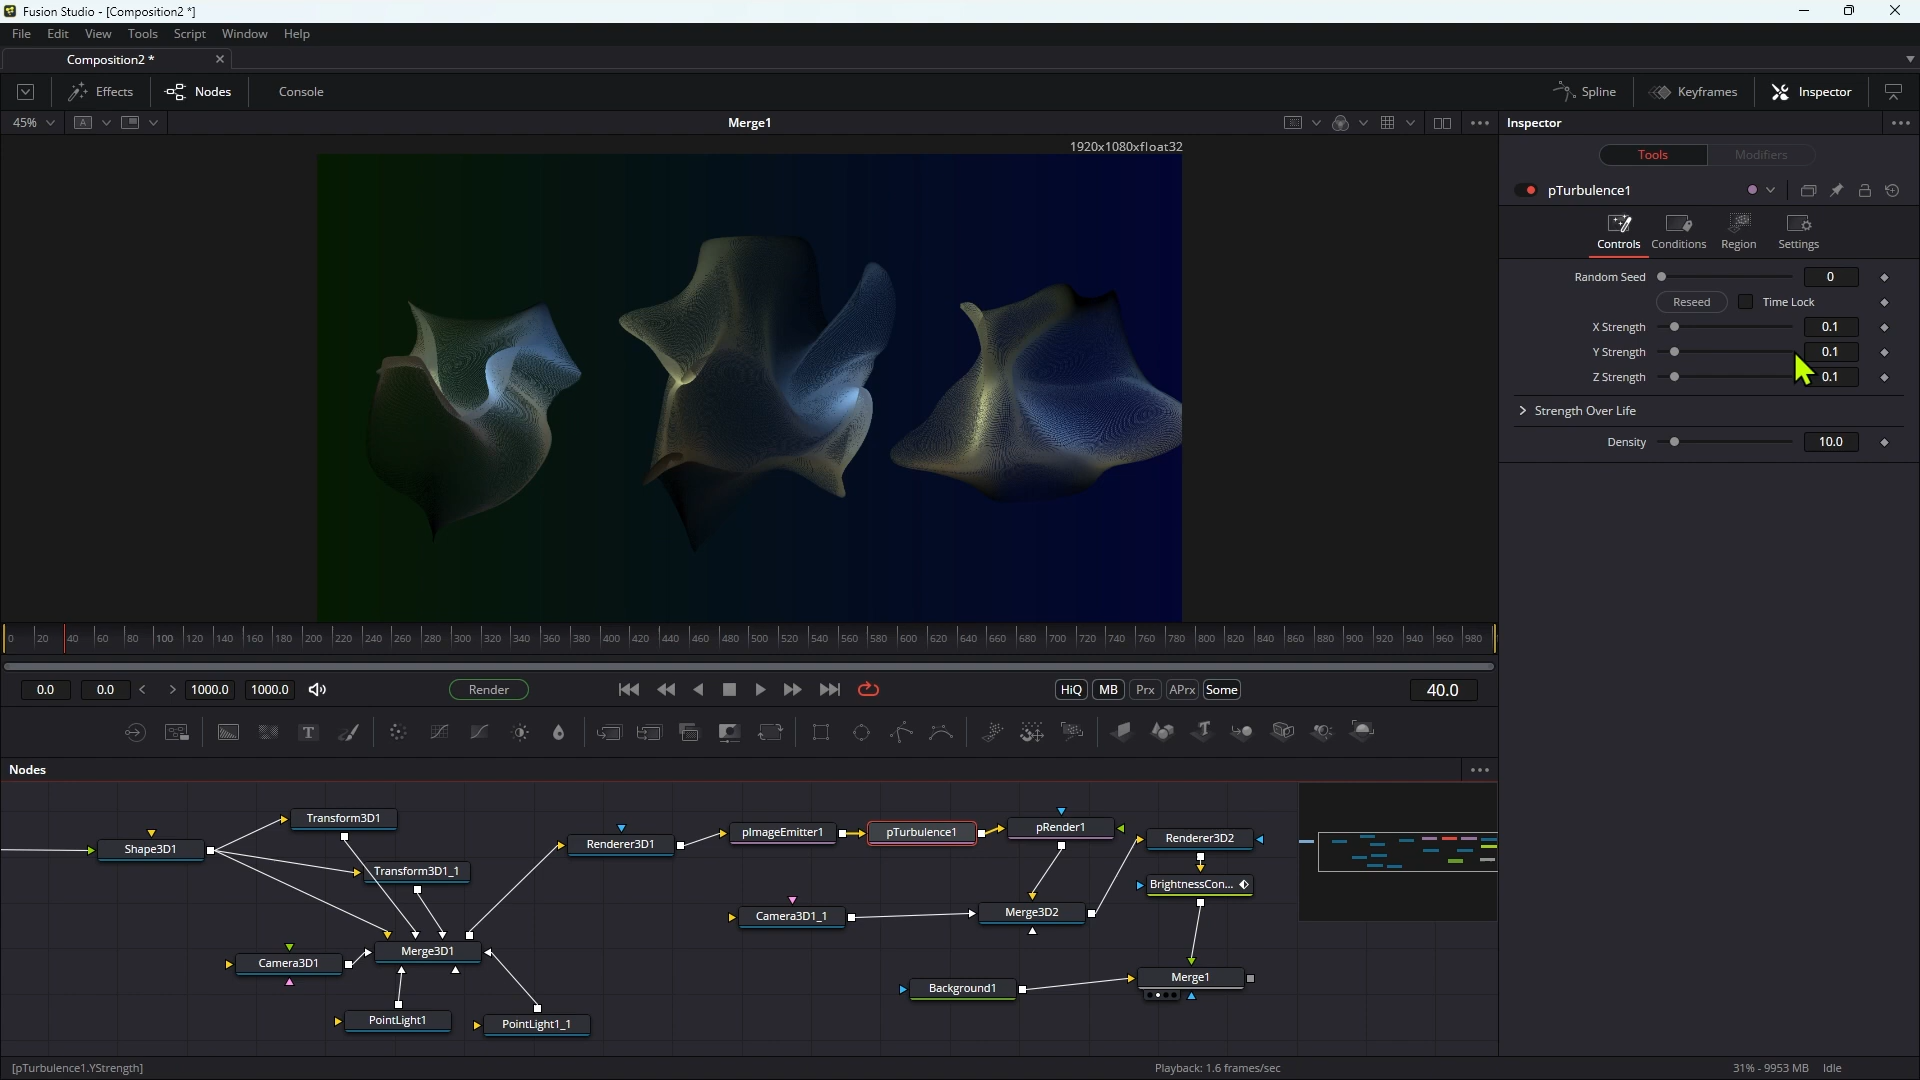 Fusion Studio - [Composition2 *]
File Edit View Tools Script Window Help
Composition2 *
Effects Nodes Console Spline Keyframes Inspector
45% A Merge1 Inspector
1920x1080xfloat32
Tools Modifiers
pTurbulence1
Controls Conditions Region Settings
Random Seed 0
Reseed Time Lock
X Strength 0.1
Y Strength 0.1
Z Strength 0.1
Strength Over Life
Density 10.0
0 20 40 60 80 100 120 140 160 180 200 220 240 260 280 300 320 340 360 380 400 420 440 460 480 500 520 540 560 580 600 620 640 660 680 700 720 740 760 780 800 820 840 860 880 900 920 940 960 980
0.0 0.0 < > 1000.0 1000.0 Render HiQ MB Prx APrx Some 40.0
T T
Nodes
Transform3D1
Shape3D1
Transform3D1_1
Renderer3D1
pImageEmitter1
pTurbulence1
pRender1
Renderer3D2
BrightnessCon...
Camera3D1_1
Merge3D2
Camera3D1
Merge3D1
Background1
Merge1
PointLight1
PointLight1_1
[pTurbulence1.YStrength] Playback: 1.6 frames/sec 31% - 9953 MB Idle